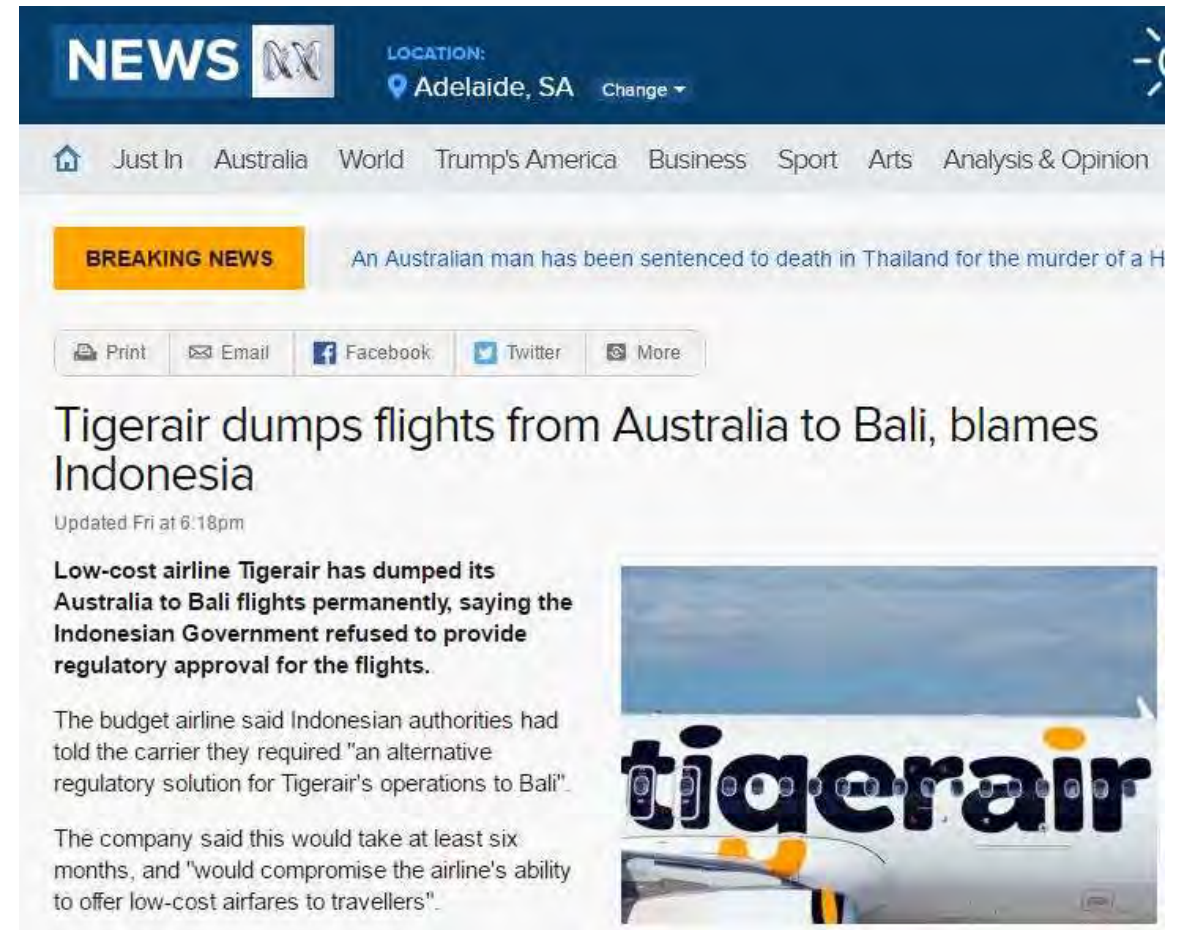 NEWS
LOCATION:
Adelaide, SA Change
Just In Australia World Trump's America Business Sport Arts Analysis & Opinion
BREAKING NEWS An Australian man has been sentenced to death in Thailand for the murder of a H
Print Email Facebook Twitter More
Tigerair dumps flights from Australia to Bali, blames
Indonesia
Updated Fri at 6:18pm
Low-cost airline Tigerair has dumped its
Australia to Bali flights permanently, saying the
Indonesian Government refused to provide
regulatory approval for the flights.
The budget airline said Indonesian authorities had
told the carrier they required "an alternative
regulatory solution for Tigerair's operations to Bali".
The company said this would take at least six
months, and "would compromise the airline's ability
to offer low-cost airfares to travellers".
tigerair